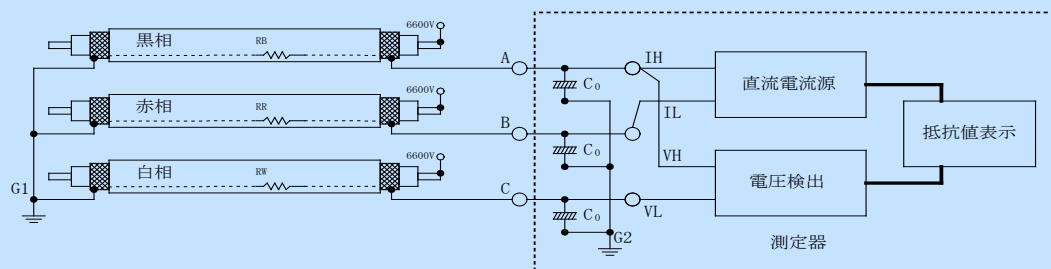 6600V
黒相
RB
A
IH
C₀
直流電流源
6600V
赤相
RR
IL
B
抵抗値表示
C₀
6600V
VH
白相
RW
電圧検出
G1
C
C₀
VL
G2
測定器